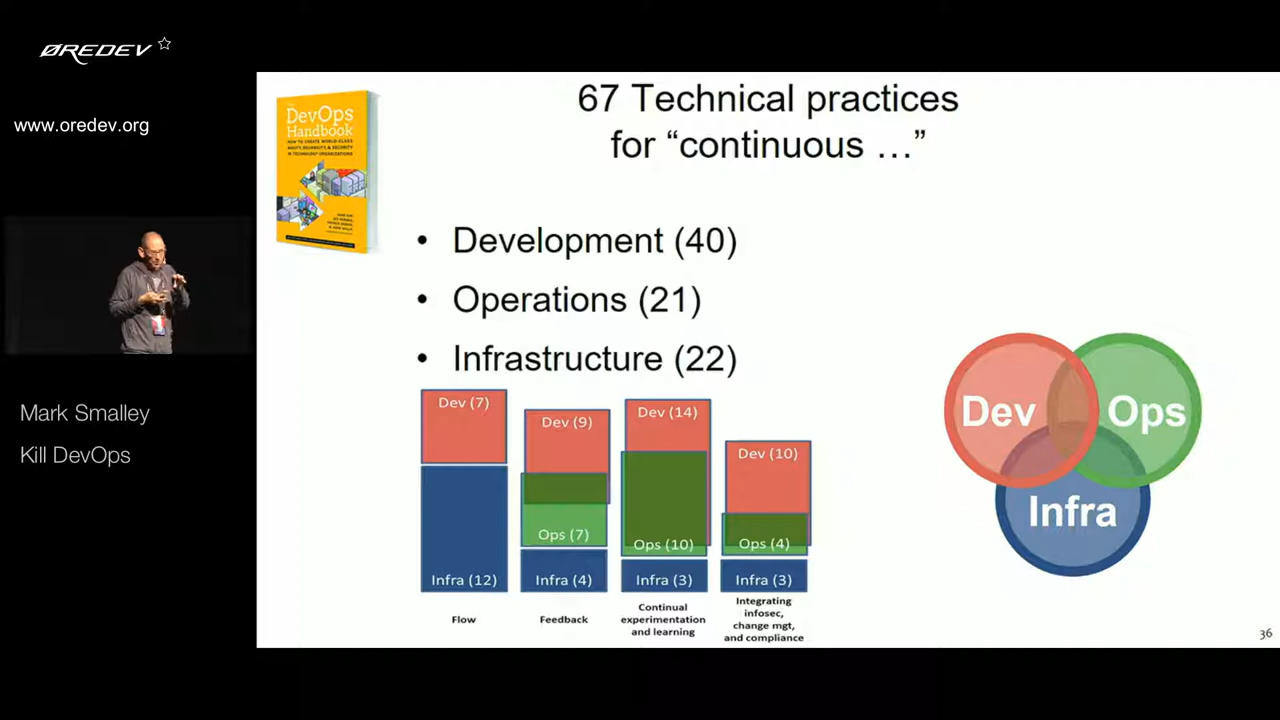 ØREDEV
www.oredev.org
Mark Smalley
Kill DevOps
DevOps
Handbook
HOW TO CREATE WORLD-CLASS
AGILITY, RELIABILITY, & SECURITY
IN TECHNOLOGY ORGANIZATIONS
67 Technical practices
for “continuous …”
• Development (40)
• Operations (21)
• Infrastructure (22)
Dev (7)
Infra (12)
Flow
Dev (9)
Ops (7)
Infra (4)
Feedback
Dev (14)
Ops (10)
Infra (3)
Continual
experimentation
and learning
Dev (10)
Ops (4)
Infra (3)
Integrating
infosec,
change mgt,
and compliance
Dev
Ops
Infra
36